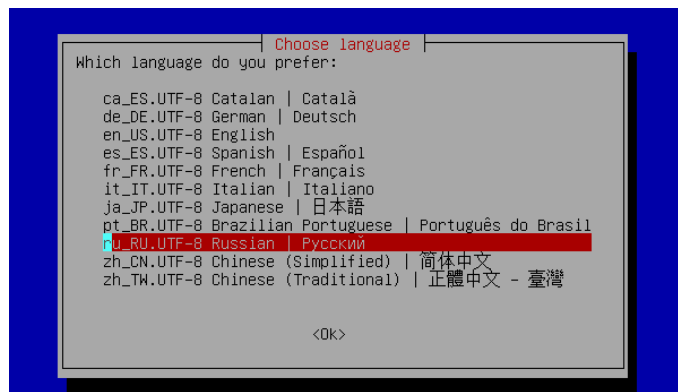 Choose language
Which language do you prefer:
ca_ES.UTF-8 Catalan | Català
de_DE.UTF-8 German | Deutsch
en_US.UTF-8 English
es_ES.UTF-8 Spanish | Español
fr_FR.UTF-8 French | Français
it_IT.UTF-8 Italian | Italiano
ja_JP.UTF-8 Japanese | 日本語
pt_BR.UTF-8 Brazilian Portuguese | Português do Brasil
ru_RU.UTF-8 Russian | Русский
zh_CN.UTF-8 Chinese (Simplified) | 简体中文
zh_TW.UTF-8 Chinese (Traditional) | 正體中文 – 臺灣
<Ok>